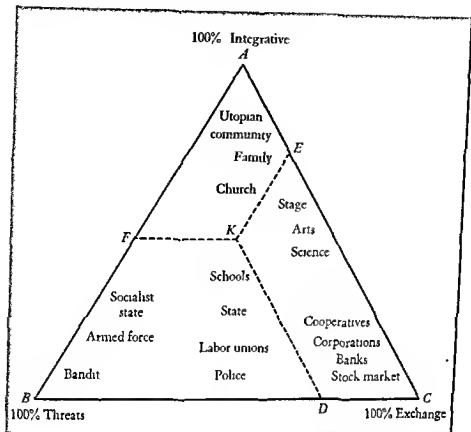 100% Integrative
A
Utopian
community
E
Family
Church
Stage
Arts
F
K
Science
Schools
Socialist
state
State
Armed force
Cooperatives
Corporations
Labor unions
Banks
Bandit
Police
Stock market
B
D
C
100% Threats
100% Exchange